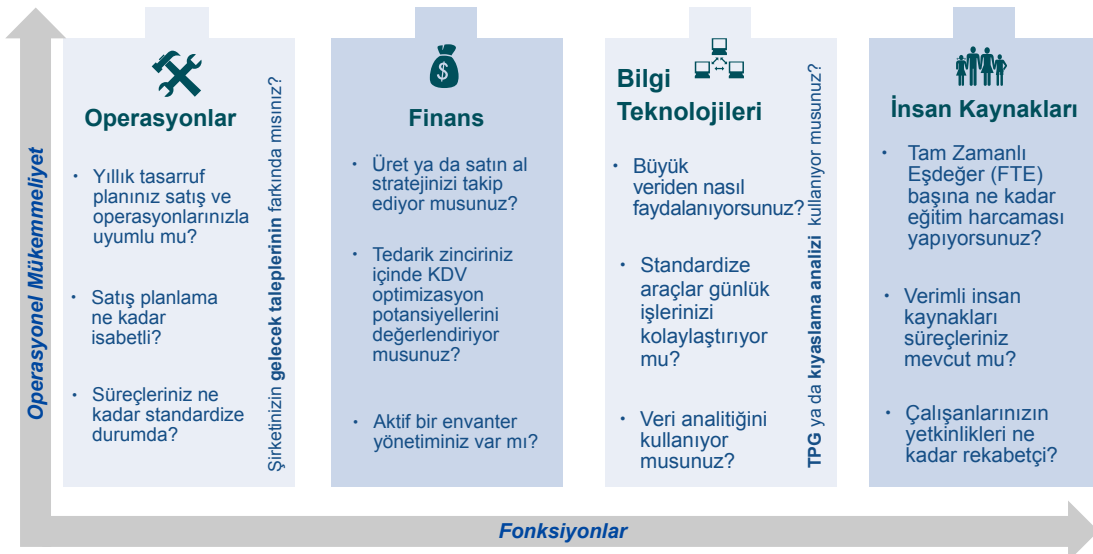 Operasyonel Mükemmeliyet
Operasyonlar
• Yıllık tasarruf
planınız satış ve
operasyonlarınızla
uyumlu mu?
• Satış planlama
ne kadar
isabetli?
• Süreçleriniz ne
kadar standardize
durumda?
Şirketinizin gelecek taleplerinin farkında mısınız?
$
Finans
• Üret ya da satın al
stratejinizi takip
ediyor musunuz?
• Tedarik zinciriniz
içinde KDV
optimizasyon
potansiyellerini
değerlendiriyor
musunuz?
• Aktif bir envanter
yönetiminiz var mı?
Bilgi
Teknolojileri
• Büyük
veriden nasıl
faydalanıyorsunuz?
• Standardize
araçlar günlük
işlerinizi
kolaylaştırıyor
mu?
• Veri analitiğini
kullanıyor
musunuz?
TPG ya da kıyaslama analizi kullanıyor musunuz?
İnsan Kaynakları
• Tam Zamanlı
Eşdeğer (FTE)
başına ne kadar
eğitim harcaması
yapıyorsunuz?
• Verimli insan
kaynakları
süreçleriniz
mevcut mu?
• Çalışanlarınızın
yetkinlikleri ne
kadar rekabetçi?
Fonksiyonlar